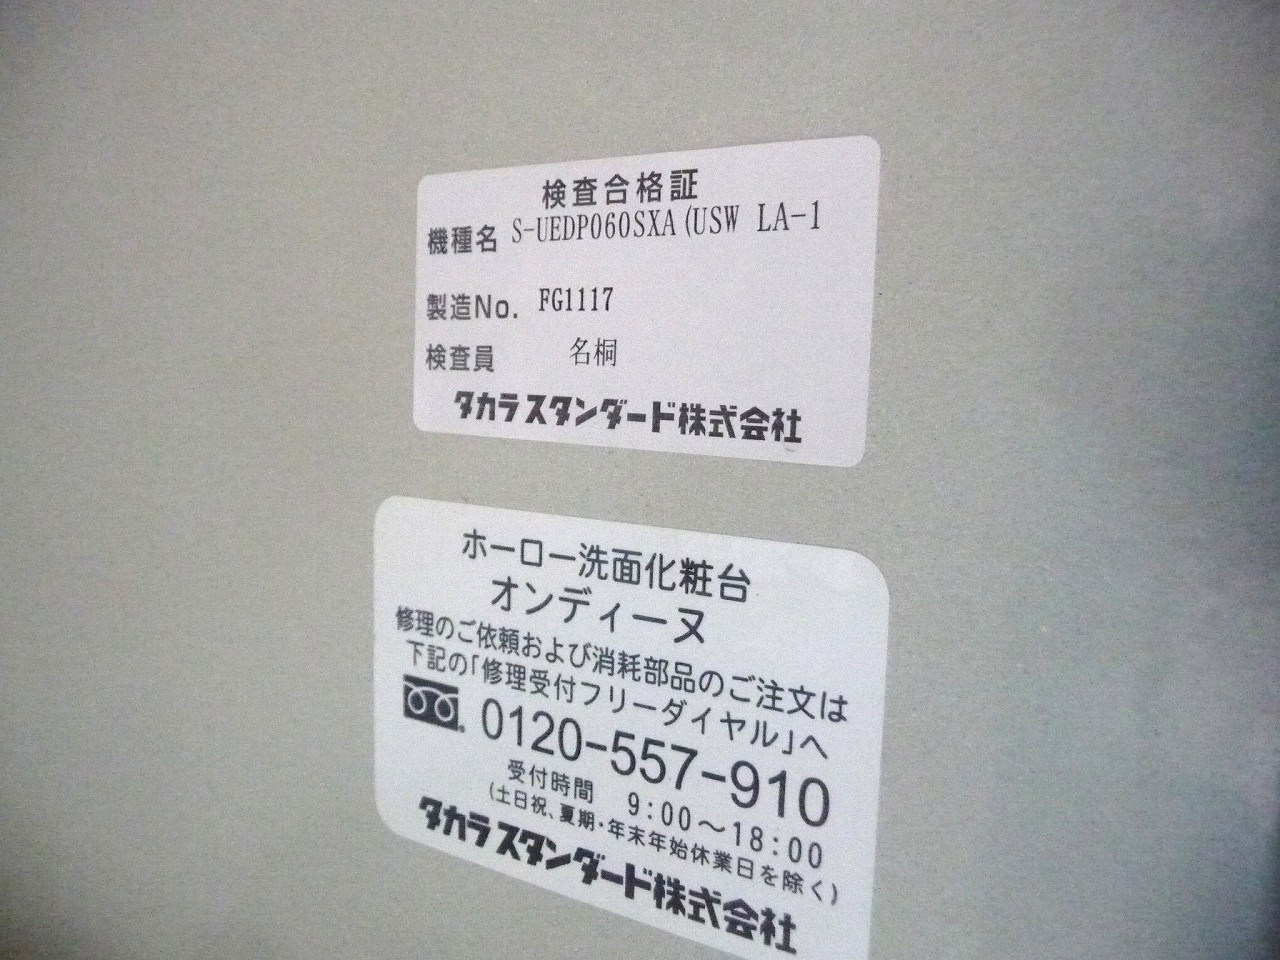 検査合格証
機種名 S-UEDP060SXA(USW LA-1
製造No. FG1117
検査員 名桐
タカラスタンダード株式会社
ホーロー洗面化粧台
オンディーヌ
修理のご依頼および消耗部品のご注文は
下記の「修理受付フリーダイヤル」へ
0120-557-910
受付時間 9:00～18:00
(土日祝、夏期・年末年始休業日を除く)
タカラスタンダード株式会社